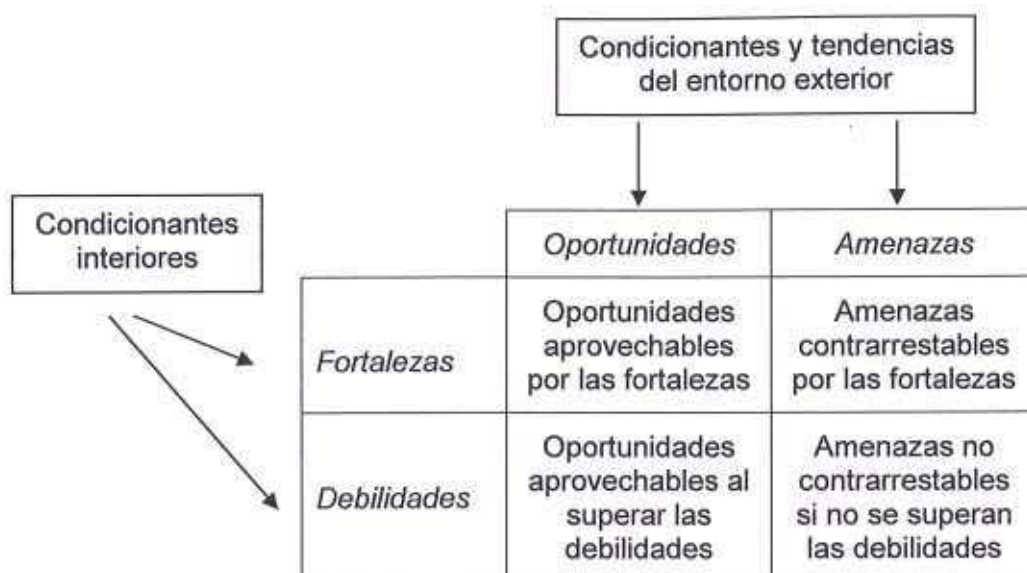 Condicionantes y tendencias
del entorno exterior
Condicionantes
interiores
Oportunidades
Amenazas
Fortalezas
Oportunidades
aprovechables
por las fortalezas
Amenazas
contrarrestables
por las fortalezas
Debilidades
Oportunidades
aprovechables al
superar las
debilidades
Amenazas no
contrarrestables
si no se superan
las debilidades